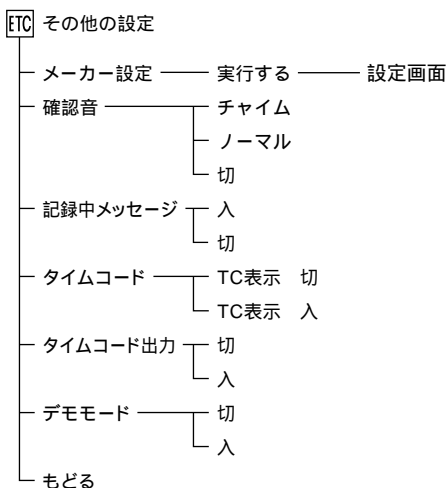 ETC その他の設定
メーカー設定 実行する 設定画面
確認音 チャイム
ノーマル
切
記録中メッセージ 入
切
タイムコード TC表示 切
TC表示 入
タイムコード出力 切
入
デモモード 切
入
もどる